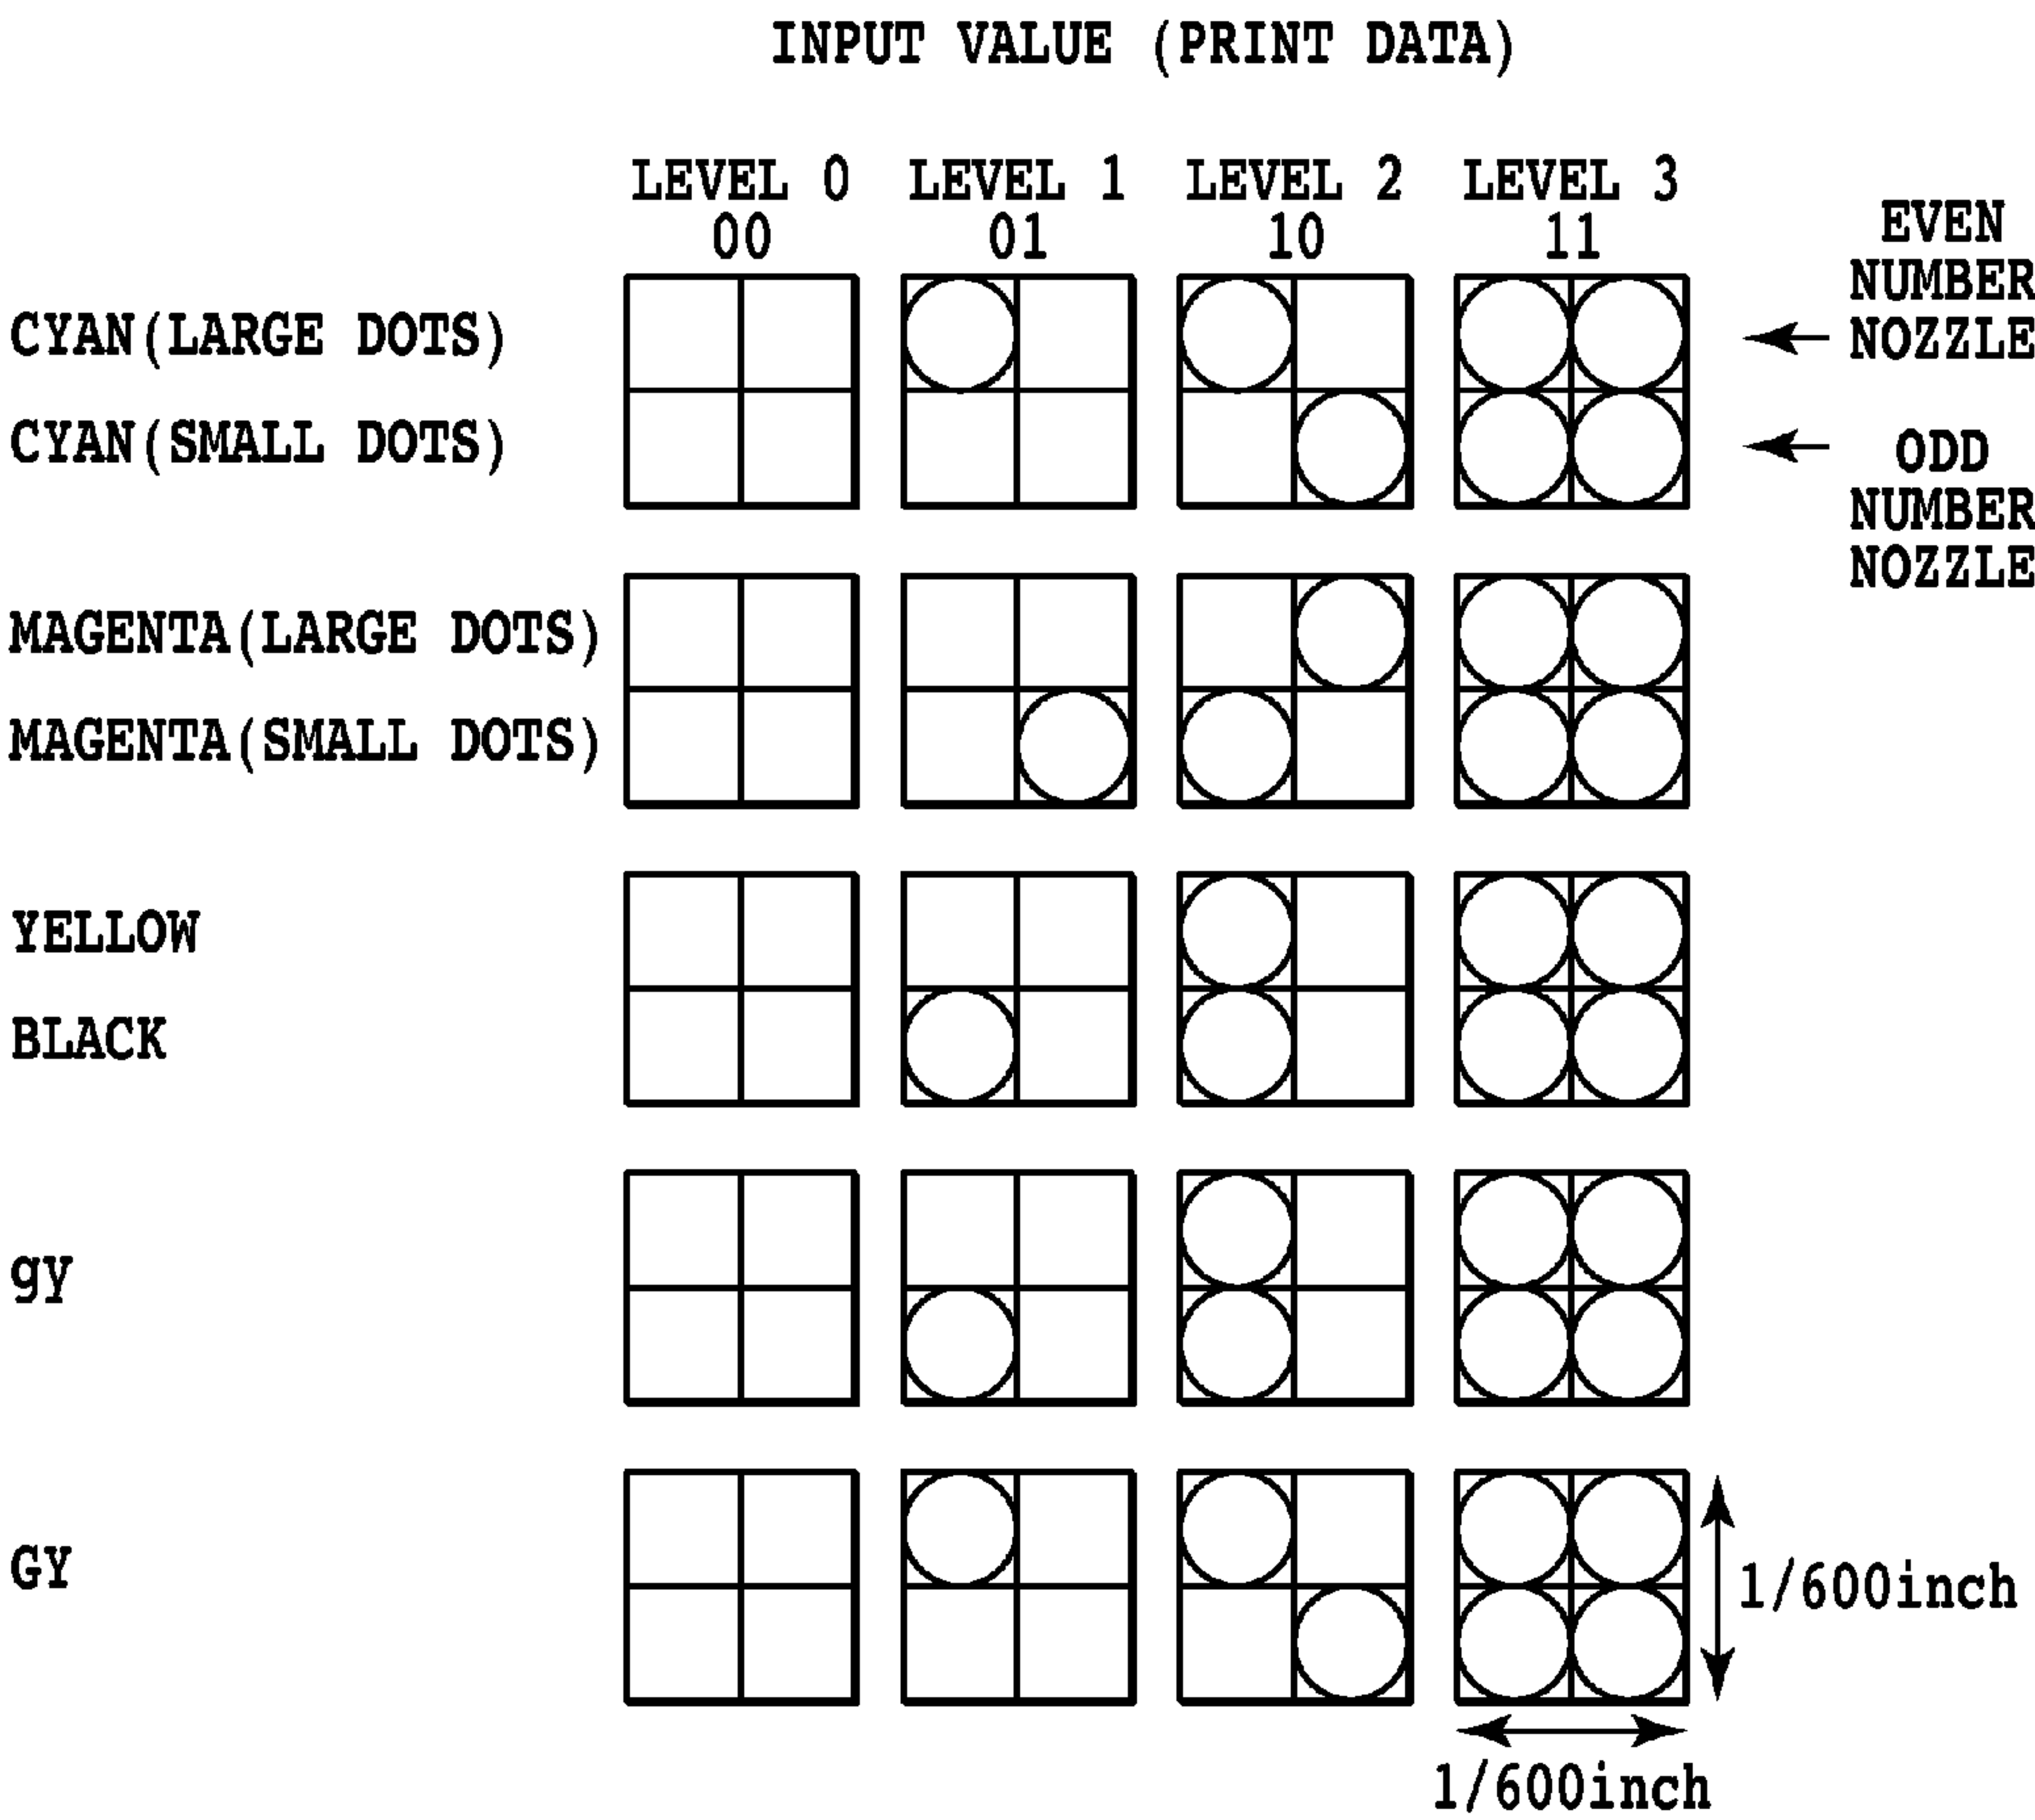 INPUT VALUE (PRINT DATA)
LEVEL 0 LEVEL 1 LEVEL 2 LEVEL 3
00 01 10 11
EVEN
NUMBER
NOZZLE
CYAN(LARGE DOTS)
CYAN(SMALL DOTS)
ODD
NUMBER
NOZZLE
MAGENTA(LARGE DOTS)
MAGENTA(SMALL DOTS)
YELLOW
BLACK
gy
GY
1/600inch
1/600inch